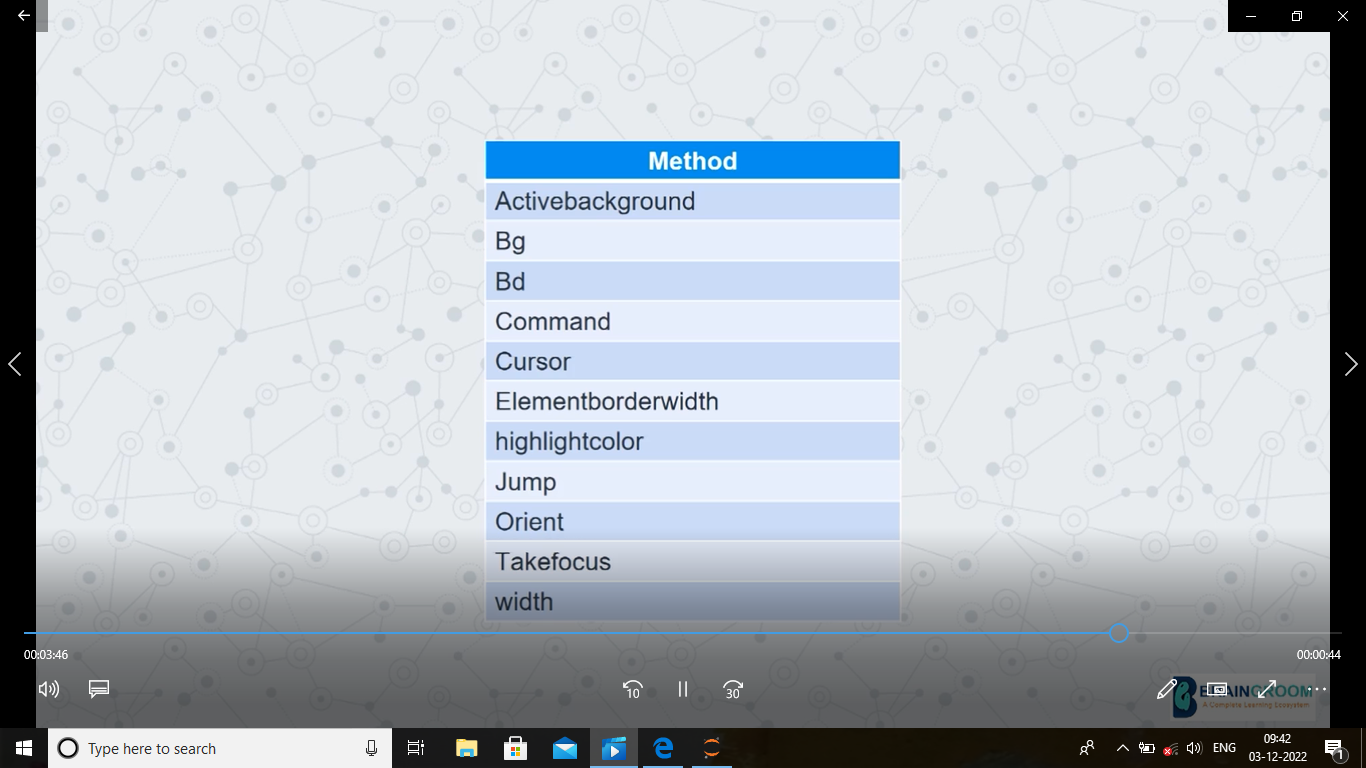 Method
Activebackground
Bg
Bd
Command
Cursor
Elementborderwidth
highlightcolor
Jump
Orient
Takefocus
width
00:03:46
00:00:44
10
30
BRAINGROOM
A Complete Learning Ecosystem
Type here to search
ENG
09:42
03-12-2022
1